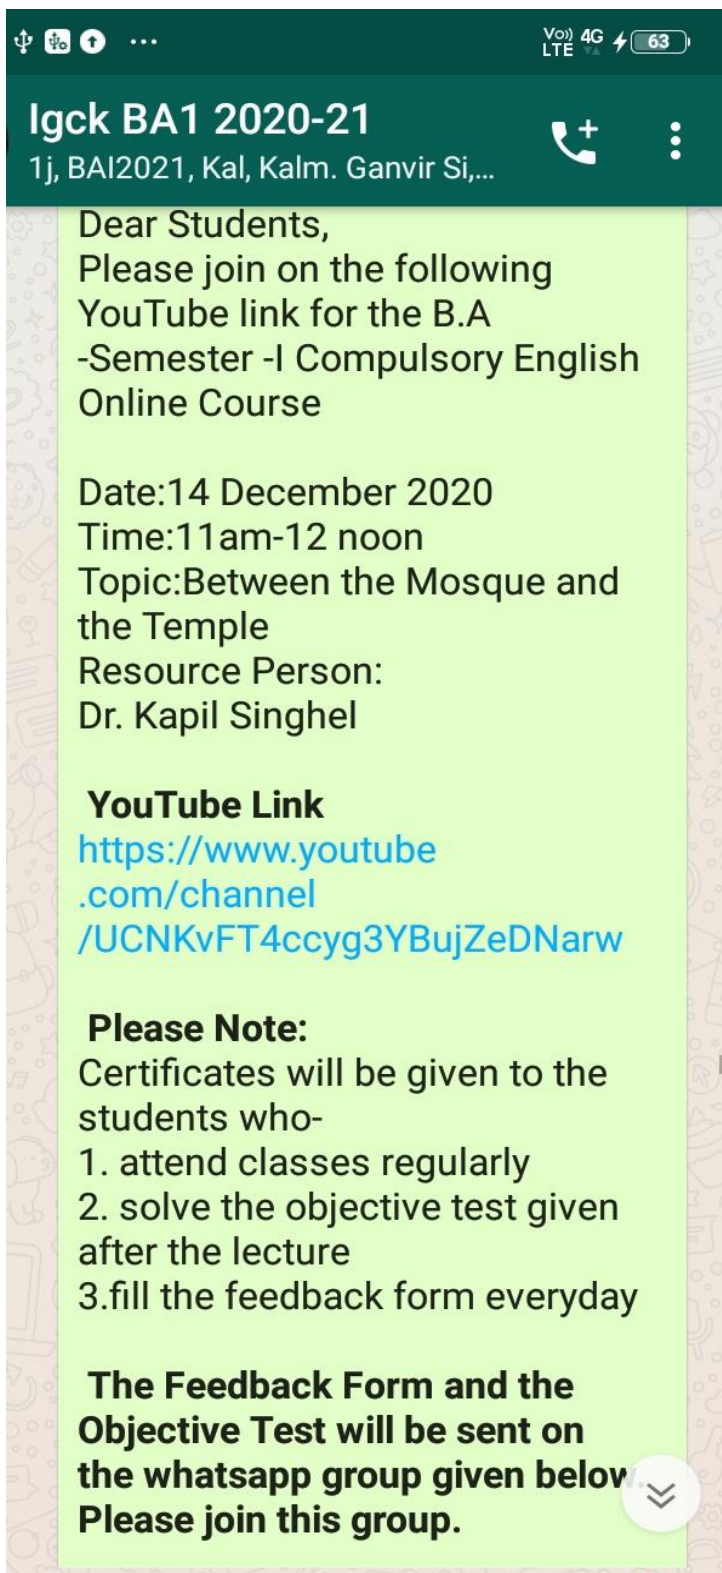 Vo)) 4G 63
LTE
Igck BA1 2020-21
1j, BAI2021, Kal, Kalm. Ganvir Si,...
Dear Students,
Please join on the following
YouTube link for the B.A
-Semester -I Compulsory English
Online Course
Date:14 December 2020
Time:11am-12 noon
Topic:Between the Mosque and
the Temple
Resource Person:
Dr. Kapil Singhel
YouTube Link
https://www.youtube
.com/channel
/UCNKvFT4ccyg3YBujZeDNarw
Please Note:
Certificates will be given to the
students who-
1. attend classes regularly
2. solve the objective test given
after the lecture
3.fill the feedback form everyday
The Feedback Form and the
Objective Test will be sent on
the whatsapp group given below.
Please join this group.